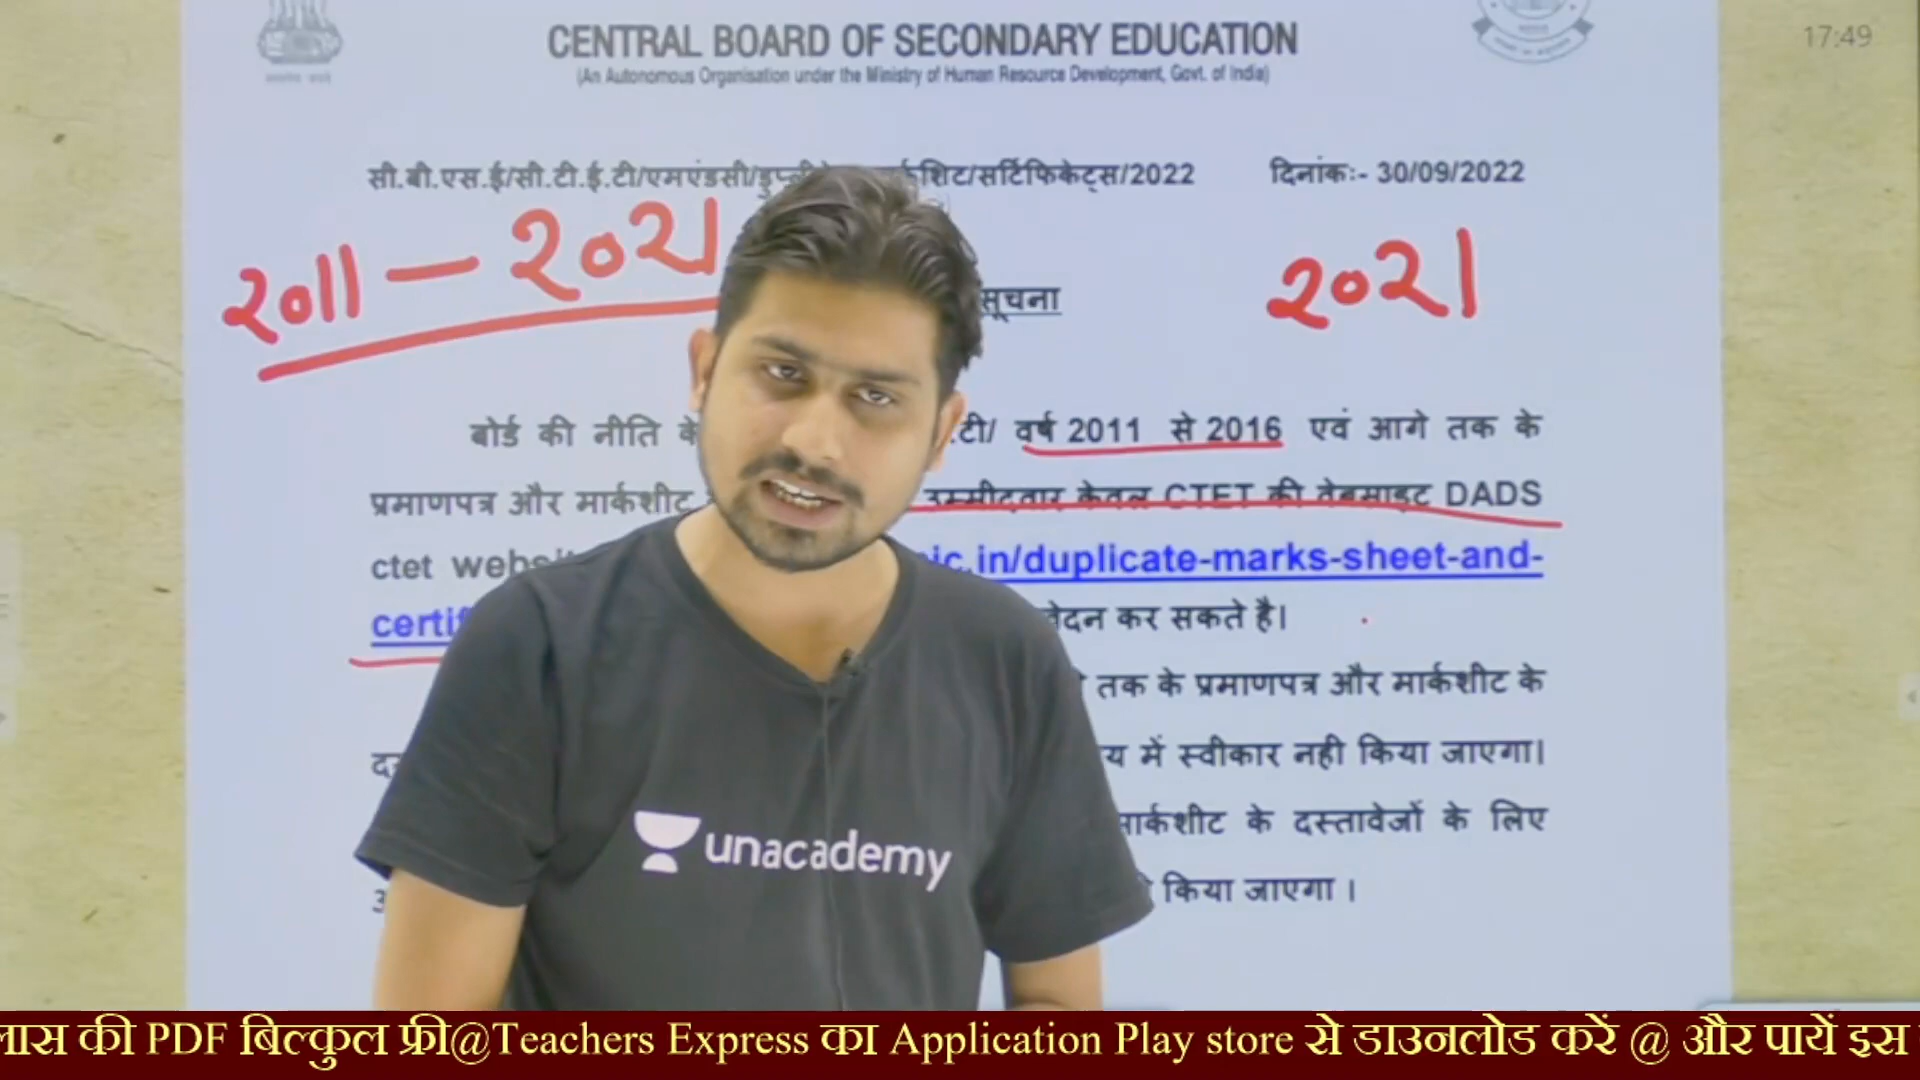 CENTRAL BOARD OF SECONDARY EDUCATION
(An Autonomous Organisation under the Ministry of Human Resource Development, Govt. of India)
17:49
सी.बी.एस.ई/सी.टी.ई.टी/एमएंडसी/ र्कशिट/सर्टिफिकेट्स/2022 दिनांकः- 30/09/2022
२०11 – २०२1
सूचना २०२1
बोर्ड की नीति के .टी/ वर्ष 2011 से 2016 एवं आगे तक के
प्रमाणपत्र और मार्कशीट उम्मीदवार केवल CTET की वेबसाइट DADS
ctet webs ic.in/duplicate-marks-sheet-and-
certif वेदन कर सकते है।
तक के प्रमाणपत्र और मार्कशीट के
य में स्वीकार नही किया जाएगा।
मार्कशीट के दस्तावेजों के लिए
किया जाएगा ।
unacademy
लास की PDF बिल्कुल फ्री@Teachers Express का Application Play store से डाउनलोड करें @ और पायें इस